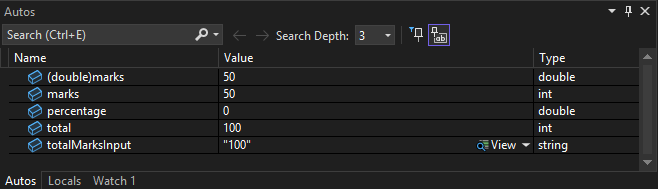 Autos
Search (Ctrl+E) Search Depth: 3
Name Value Type
(double)marks 50 double
marks 50 int
percentage 0 double
total 100 int
totalMarksInput "100" View string
Autos Locals Watch 1